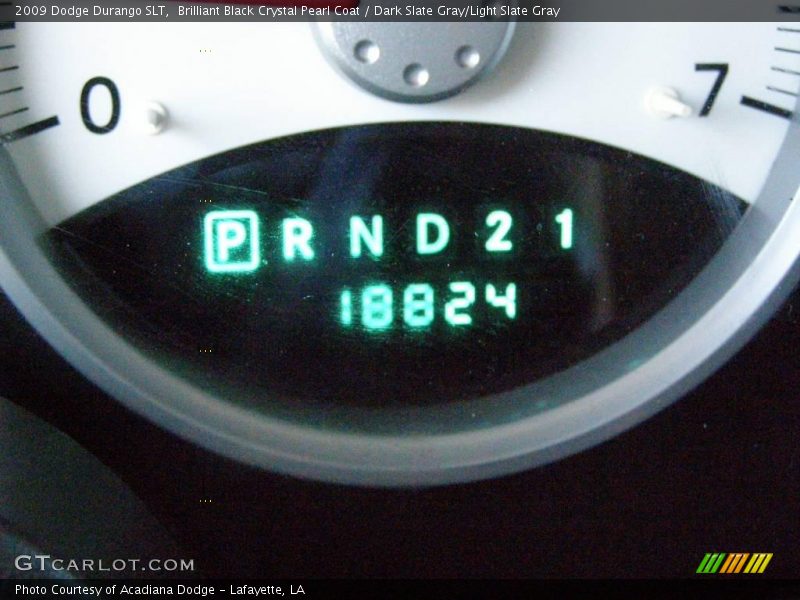 2009 Dodge Durango SLT,  Brilliant Black Crystal Pearl Coat / Dark Slate Gray/Light Slate Gray
0 7
P R N D 2 1
18824
GTCARLOT.COM
Photo Courtesy of Acadiana Dodge - Lafayette, LA